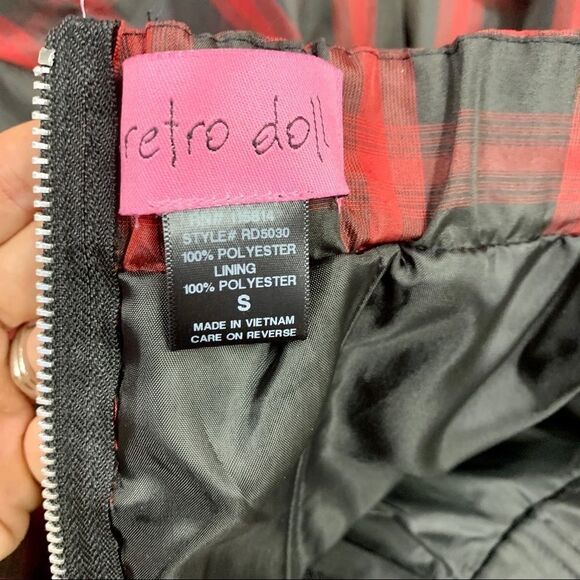 retro doll
STYLE# RD5030
100% POLYESTER
LINING
100% POLYESTER
S
MADE IN VIETNAM
CARE ON REVERSE